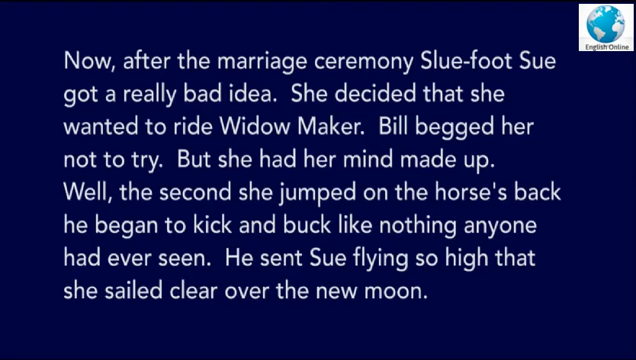 English Online
Now, after the marriage ceremony Slue-foot Sue
got a really bad idea. She decided that she
wanted to ride Widow Maker. Bill begged her
not to try. But she had her mind made up.
Well, the second she jumped on the horse's back
he began to kick and buck like nothing anyone
had ever seen. He sent Sue flying so high that
she sailed clear over the new moon.